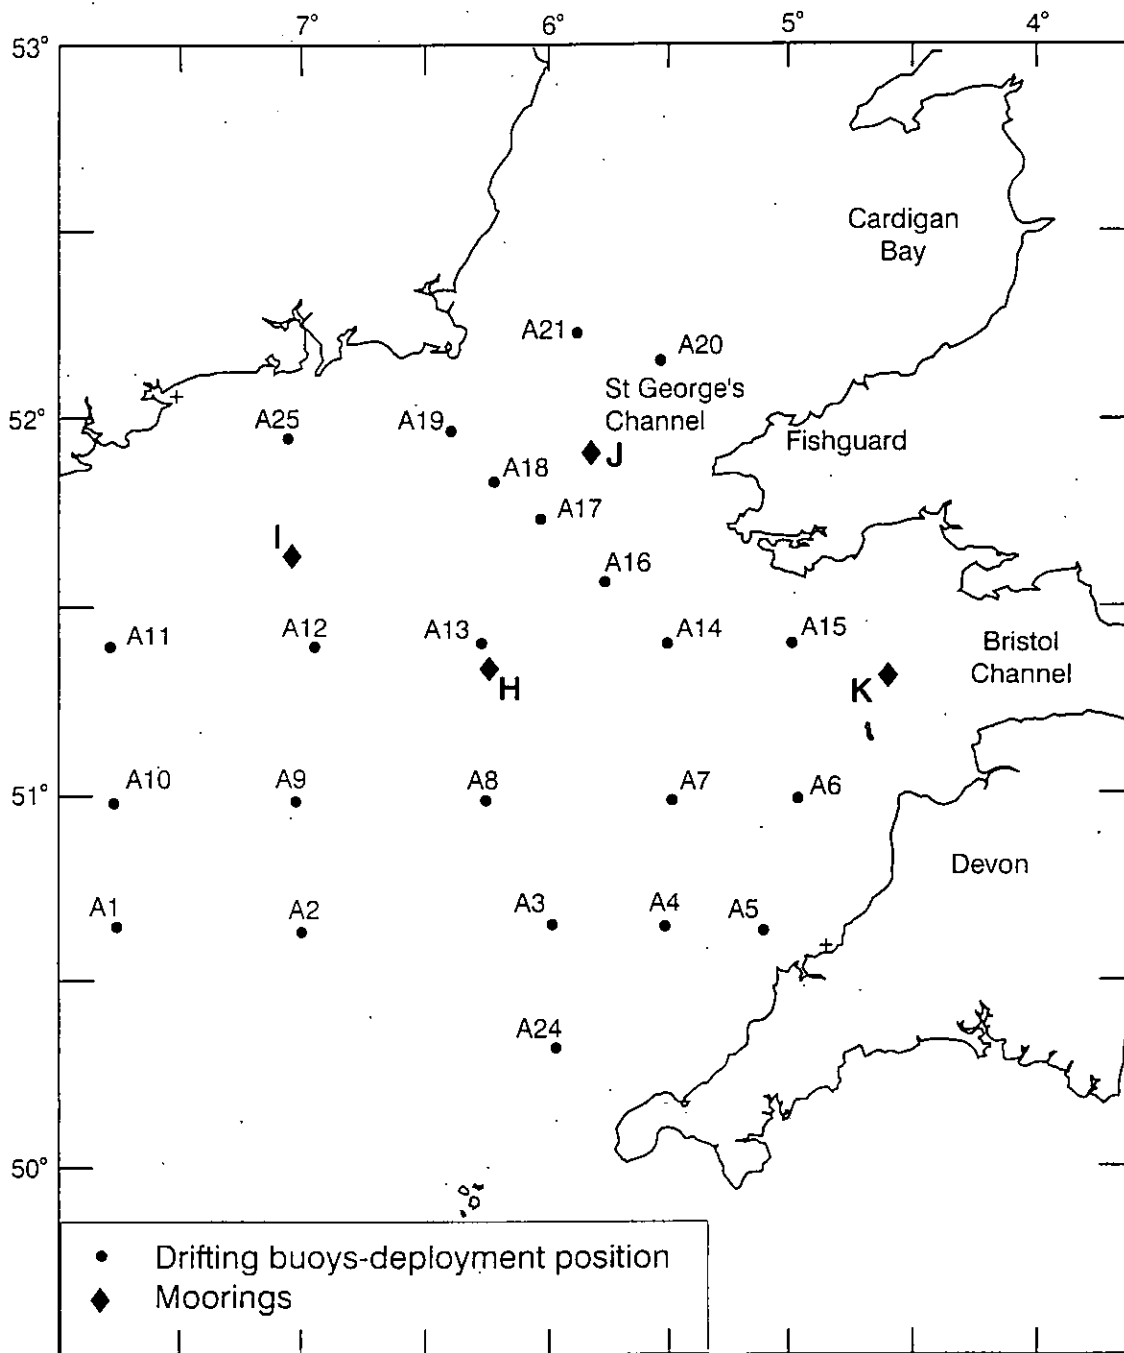 7° 6° 5° 4°
53°
Cardigan
Bay
A21
A20
St George's
Channel
52°
A25
A19
Fishguard
J
A18
A17
I
A16
A11
A12
A13
A14
A15
Bristol
Channel
H
K
A10
A9
A8
A7
A6
51°
Devon
A1
A2
A3
A4
A5
A24
50°
Drifting buoys-deployment position
Moorings